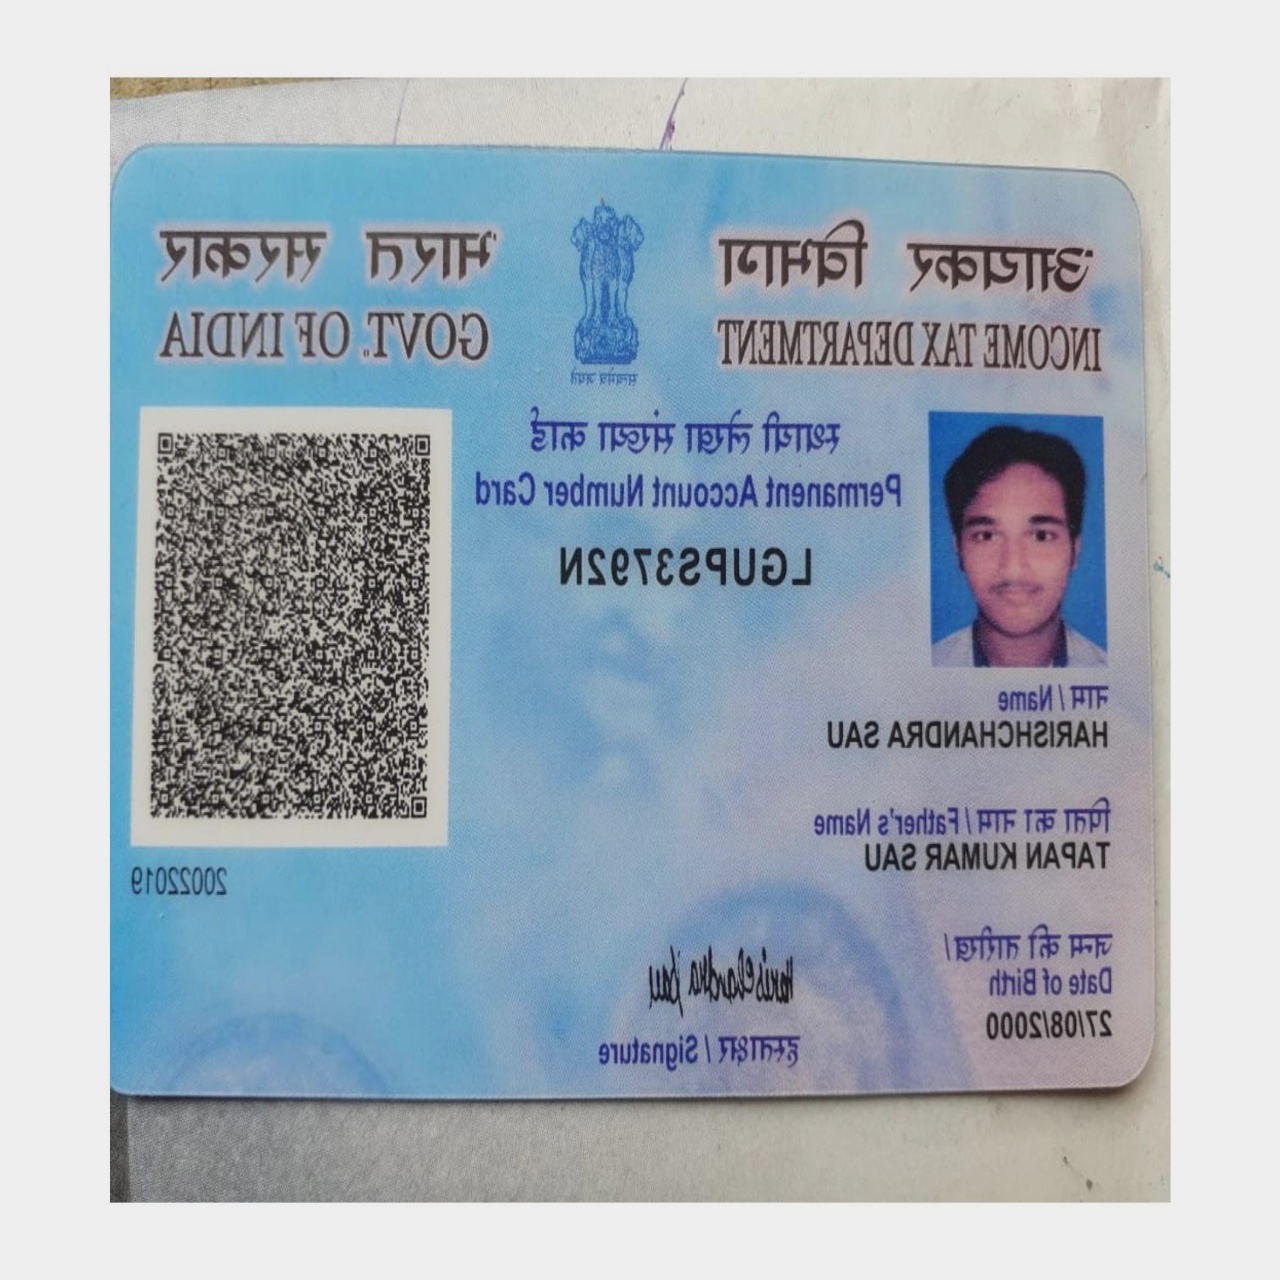 आयकर विभाग
INCOME TAX DEPARTMENT
सत्यमेव जयते
भारत सरकार
GOVT. OF INDIA
स्थायी लेखा संख्या कार्ड
Permanent Account Number Card
LGUPS3792N
नाम / Name
HARISHCHANDRA SAU
पिता का नाम / Father's Name
TAPAN KUMAR SAU
जन्म की तारीख/
Date of Birth
27/08/2000
Harishchandra Sau
हस्ताक्षर / Signature
20022019